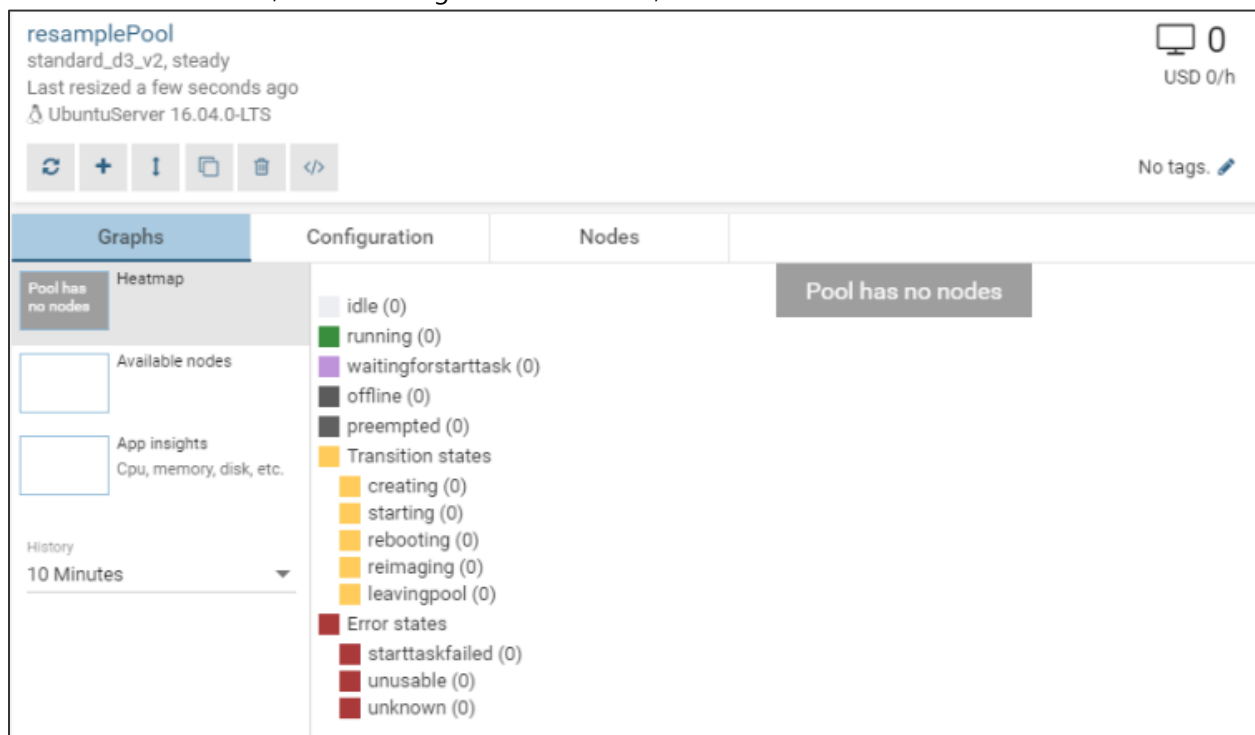 resamplePool
standard_d3_v2, steady
Last resized a few seconds ago
UbuntuServer 16.04.0-LTS
0
USD 0/h
No tags.
Graphs
Configuration
Nodes
Pool has
no nodes
Heatmap
Available nodes
App insights
Cpu, memory, disk, etc.
History
10 Minutes
idle (0)
running (0)
waitingforstarttask (0)
offline (0)
preempted (0)
Transition states
creating (0)
starting (0)
rebooting (0)
reimaging (0)
leavingpool (0)
Error states
starttaskfailed (0)
unusable (0)
unknown (0)
Pool has no nodes